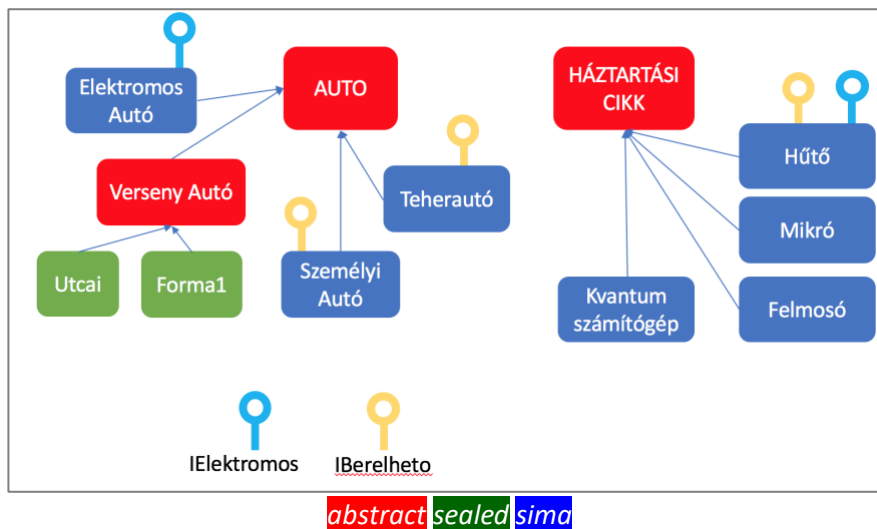 Elektromos
Autó
AUTO
HÁZTARTÁSI
CIKK
Hűtő
Verseny Autó
Teherautó
Mikró
Utcai
Forma1
Személyi
Autó
Kvantum
számítógép
Felmosó
IElektromos
IBerelheto
abstract sealed sima